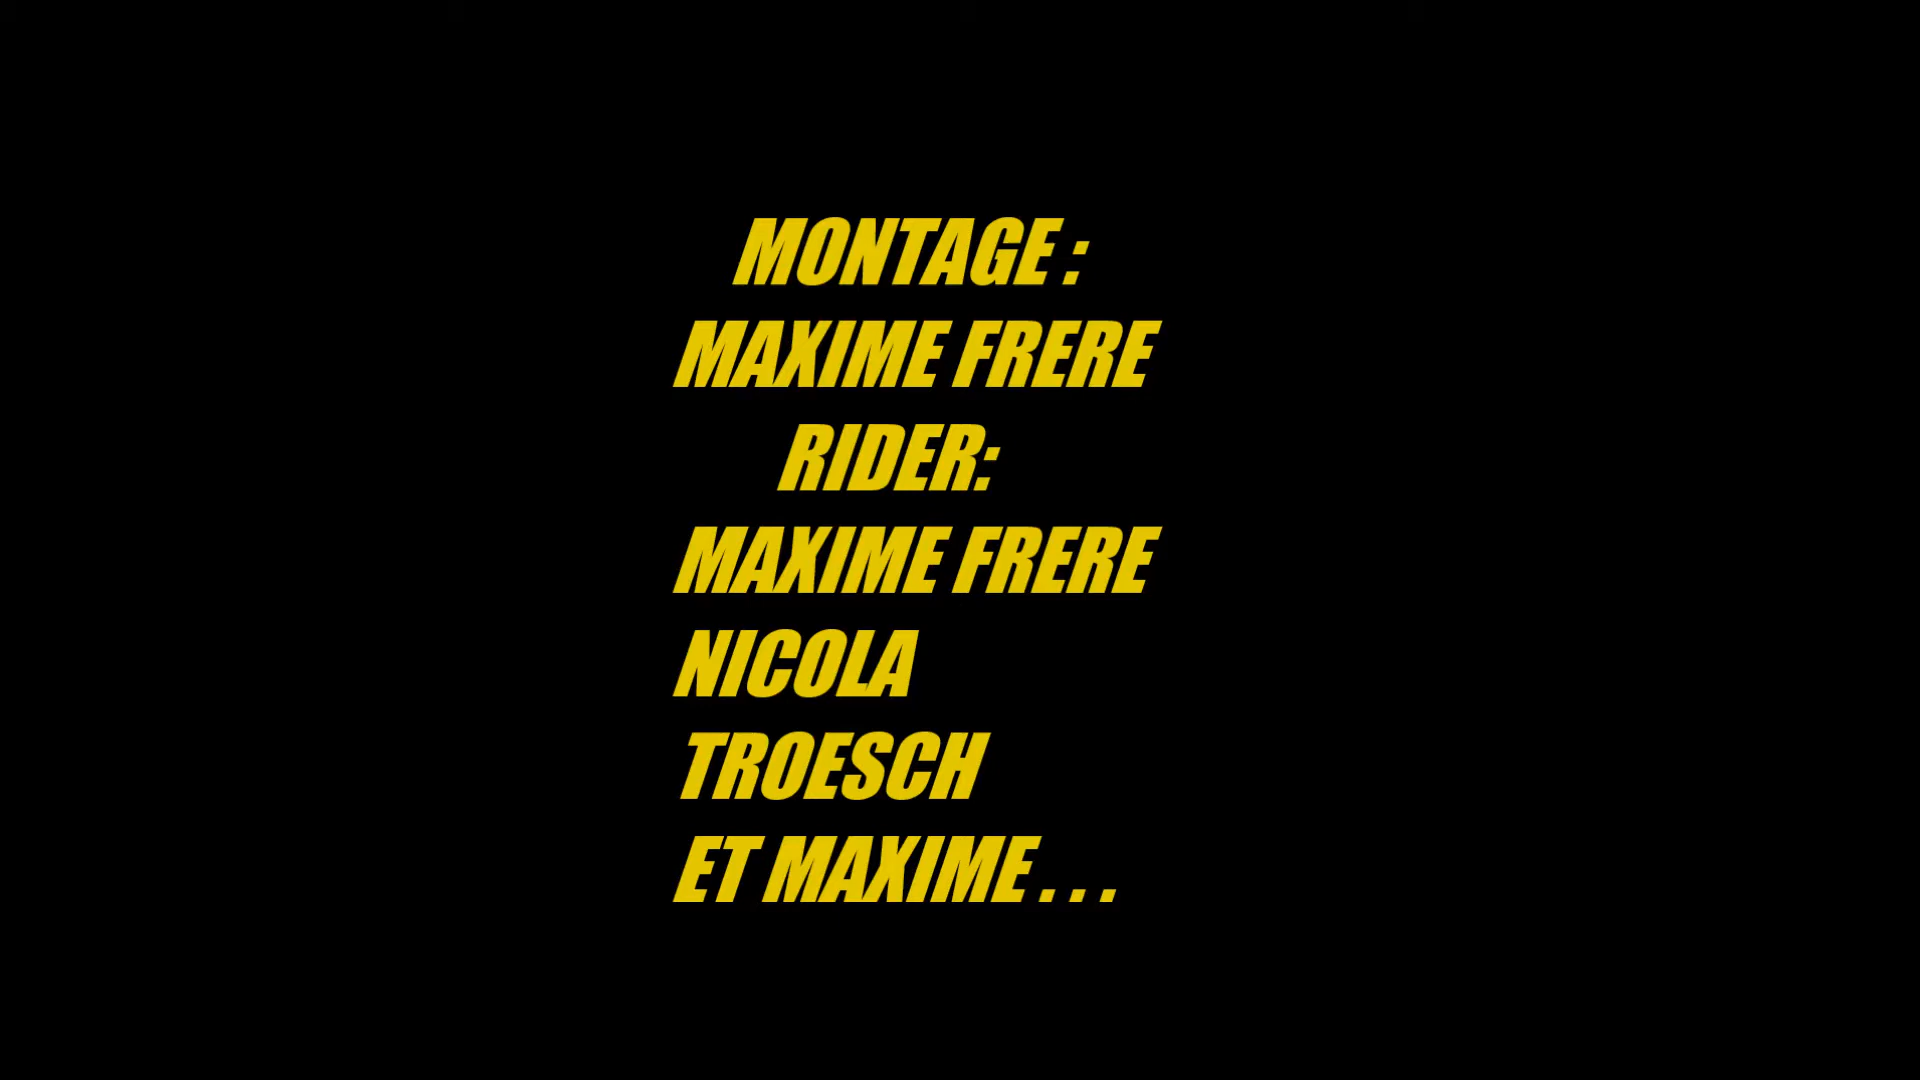 MONTAGE :
MAXIME FRERE
RIDER:
MAXIME FRERE
NICOLA
TROESCH
ET MAXIME . . .